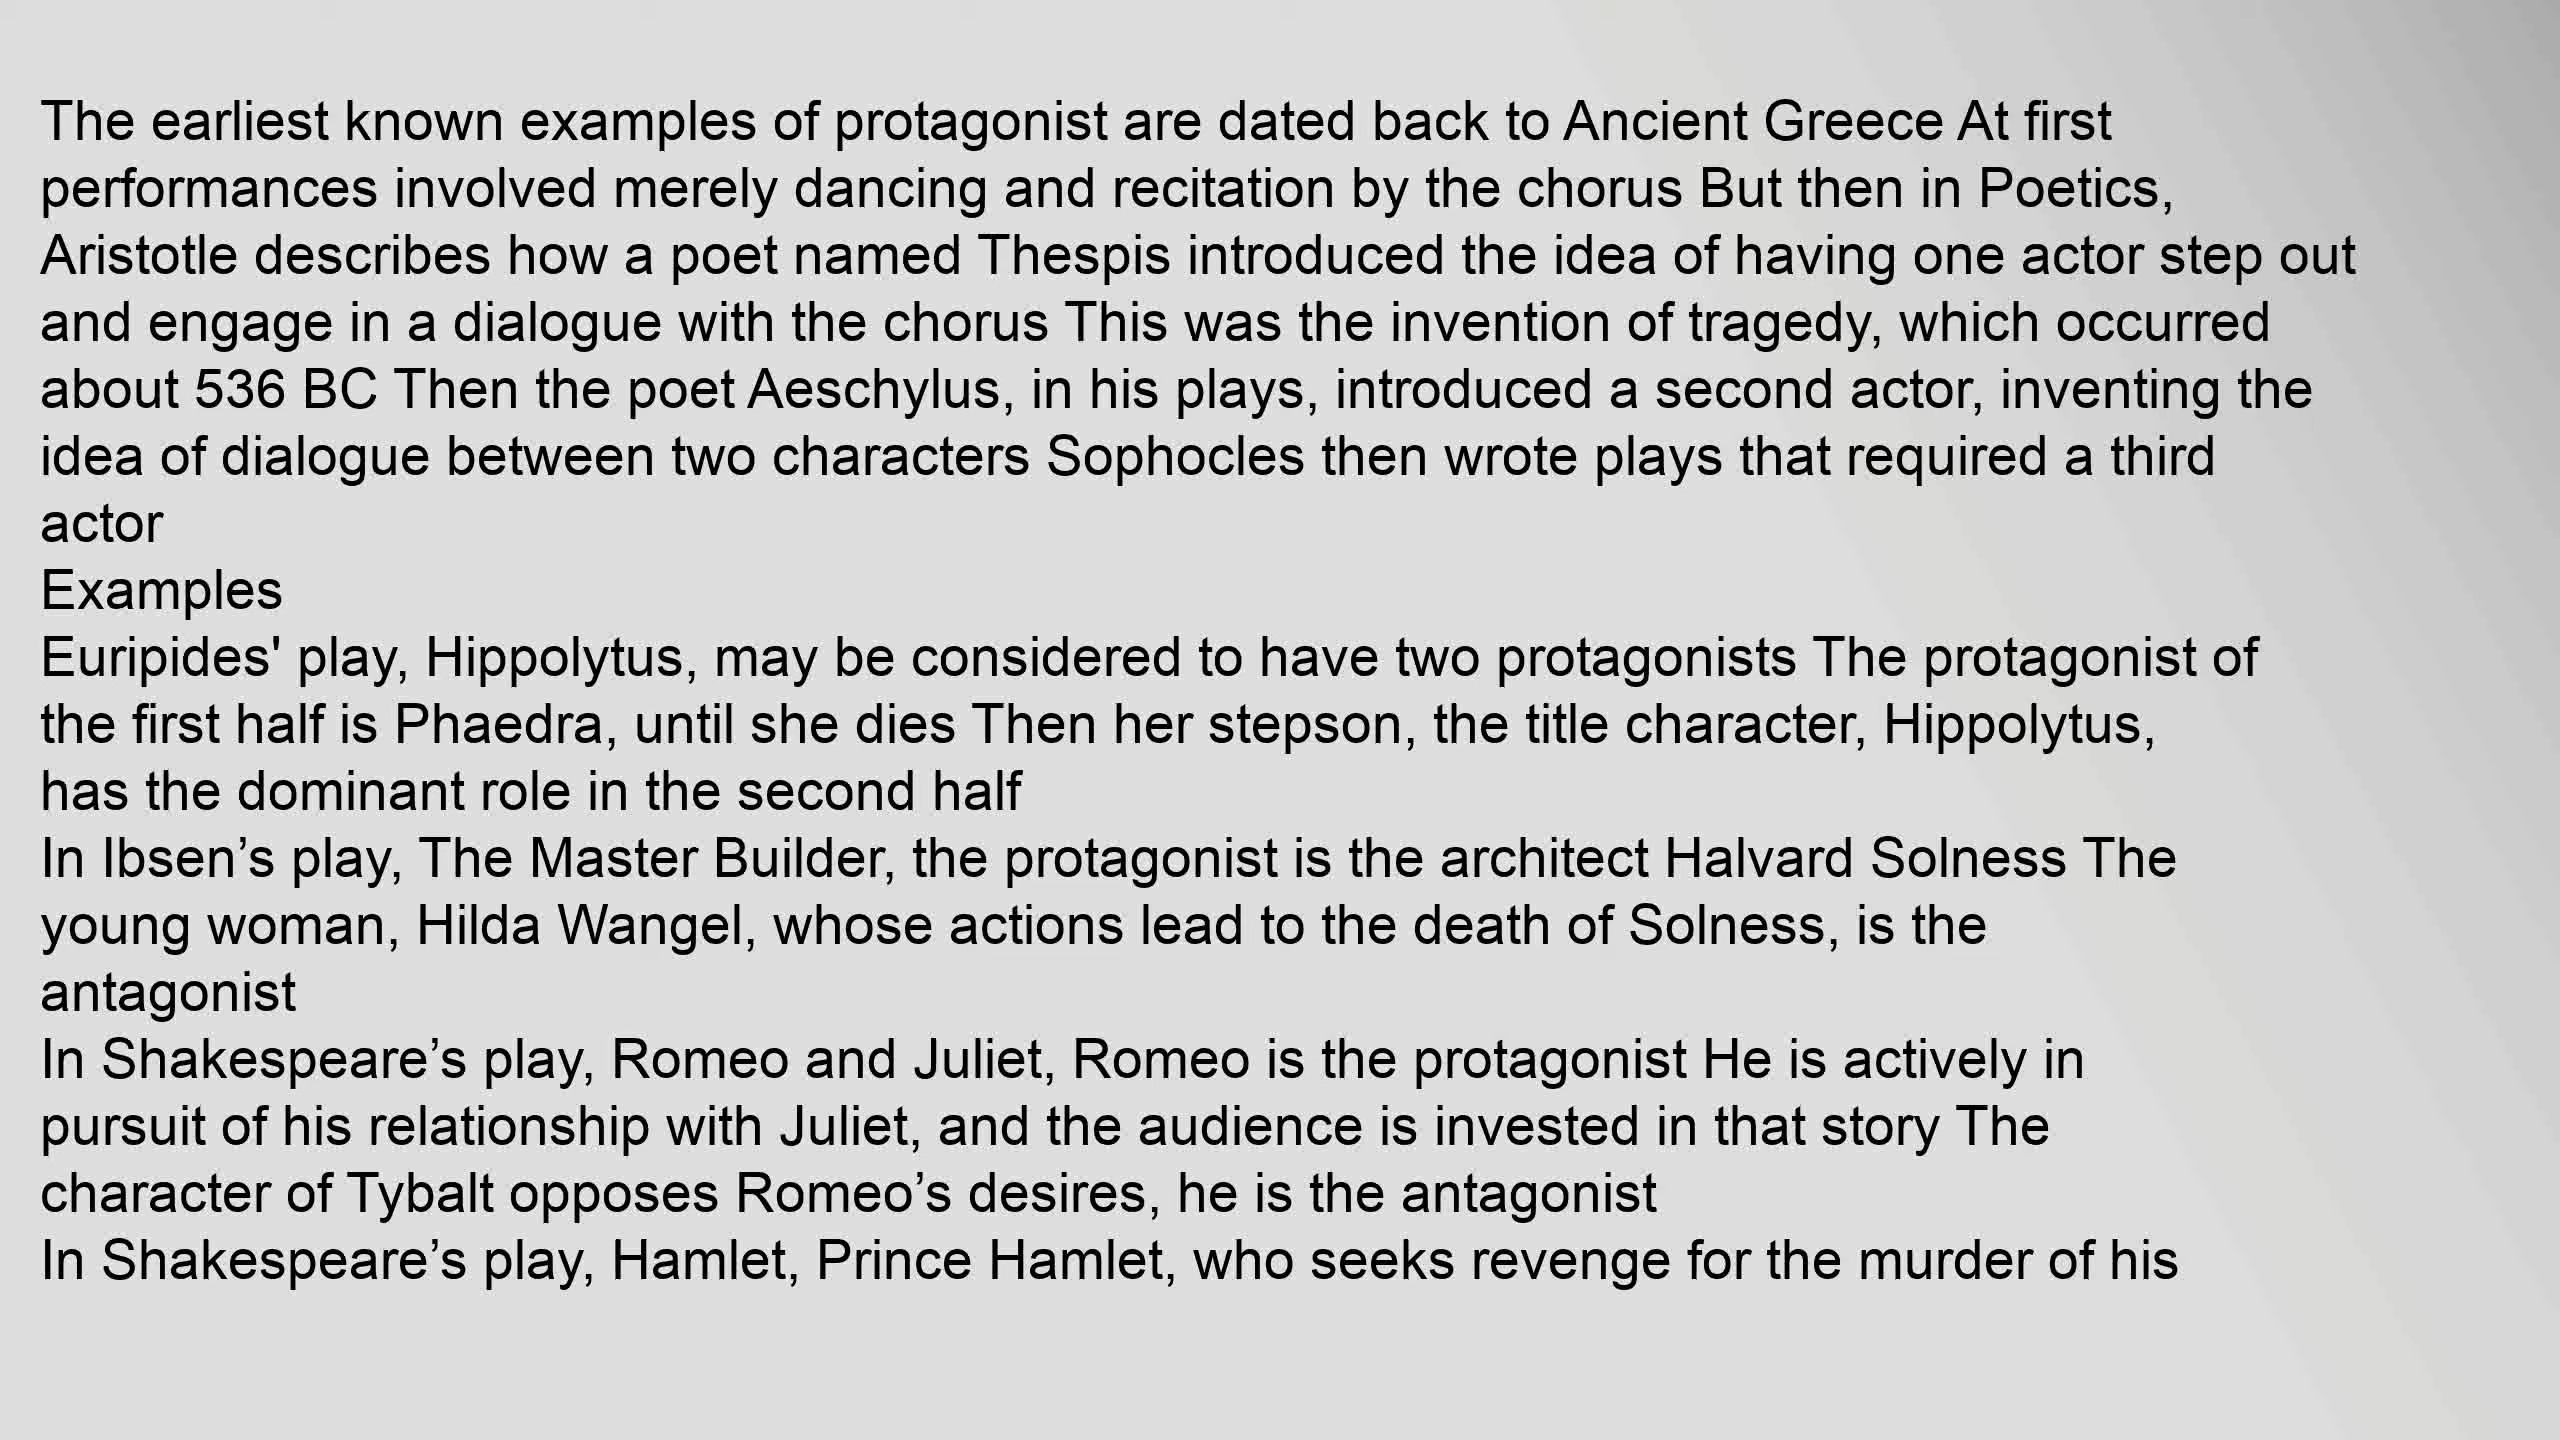 The earliest known examples of protagonist are dated back to Ancient Greece At first
performances involved merely dancing and recitation by the chorus But then in Poetics,
Aristotle describes how a poet named Thespis introduced the idea of having one actor step out
and engage in a dialogue with the chorus This was the invention of tragedy, which occurred
about 536 BC Then the poet Aeschylus, in his plays, introduced a second actor, inventing the
idea of dialogue between two characters Sophocles then wrote plays that required a third
actor
Examples
Euripides' play, Hippolytus, may be considered to have two protagonists The protagonist of
the first half is Phaedra, until she dies Then her stepson, the title character, Hippolytus,
has the dominant role in the second half
In Ibsen’s play, The Master Builder, the protagonist is the architect Halvard Solness The
young woman, Hilda Wangel, whose actions lead to the death of Solness, is the
antagonist
In Shakespeare’s play, Romeo and Juliet, Romeo is the protagonist He is actively in
pursuit of his relationship with Juliet, and the audience is invested in that story The
character of Tybalt opposes Romeo’s desires, he is the antagonist
In Shakespeare’s play, Hamlet, Prince Hamlet, who seeks revenge for the murder of his